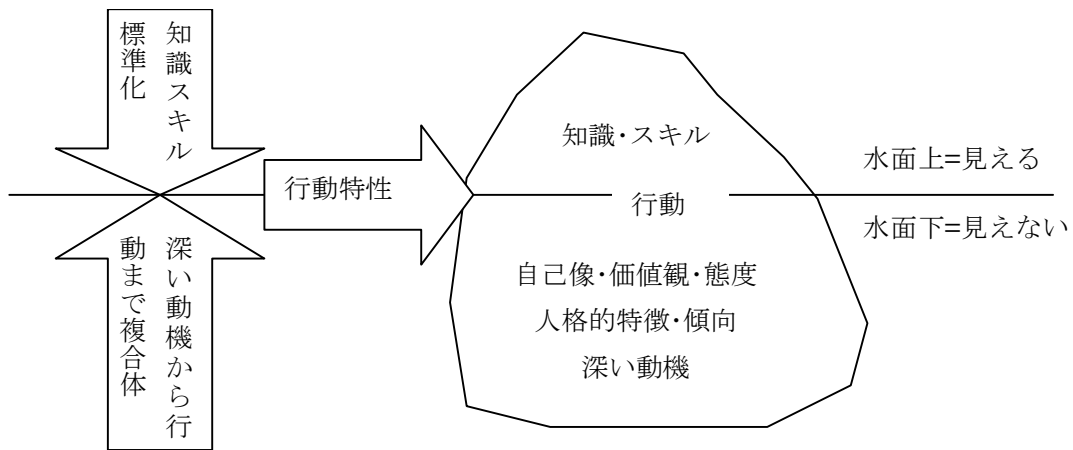 知識スキル
標準化
深い動機から行
動まで複合体
行動特性
知識・スキル
行動
自己像・価値観・態度
人格的特徴・傾向
深い動機
水面上=見える
水面下=見えない